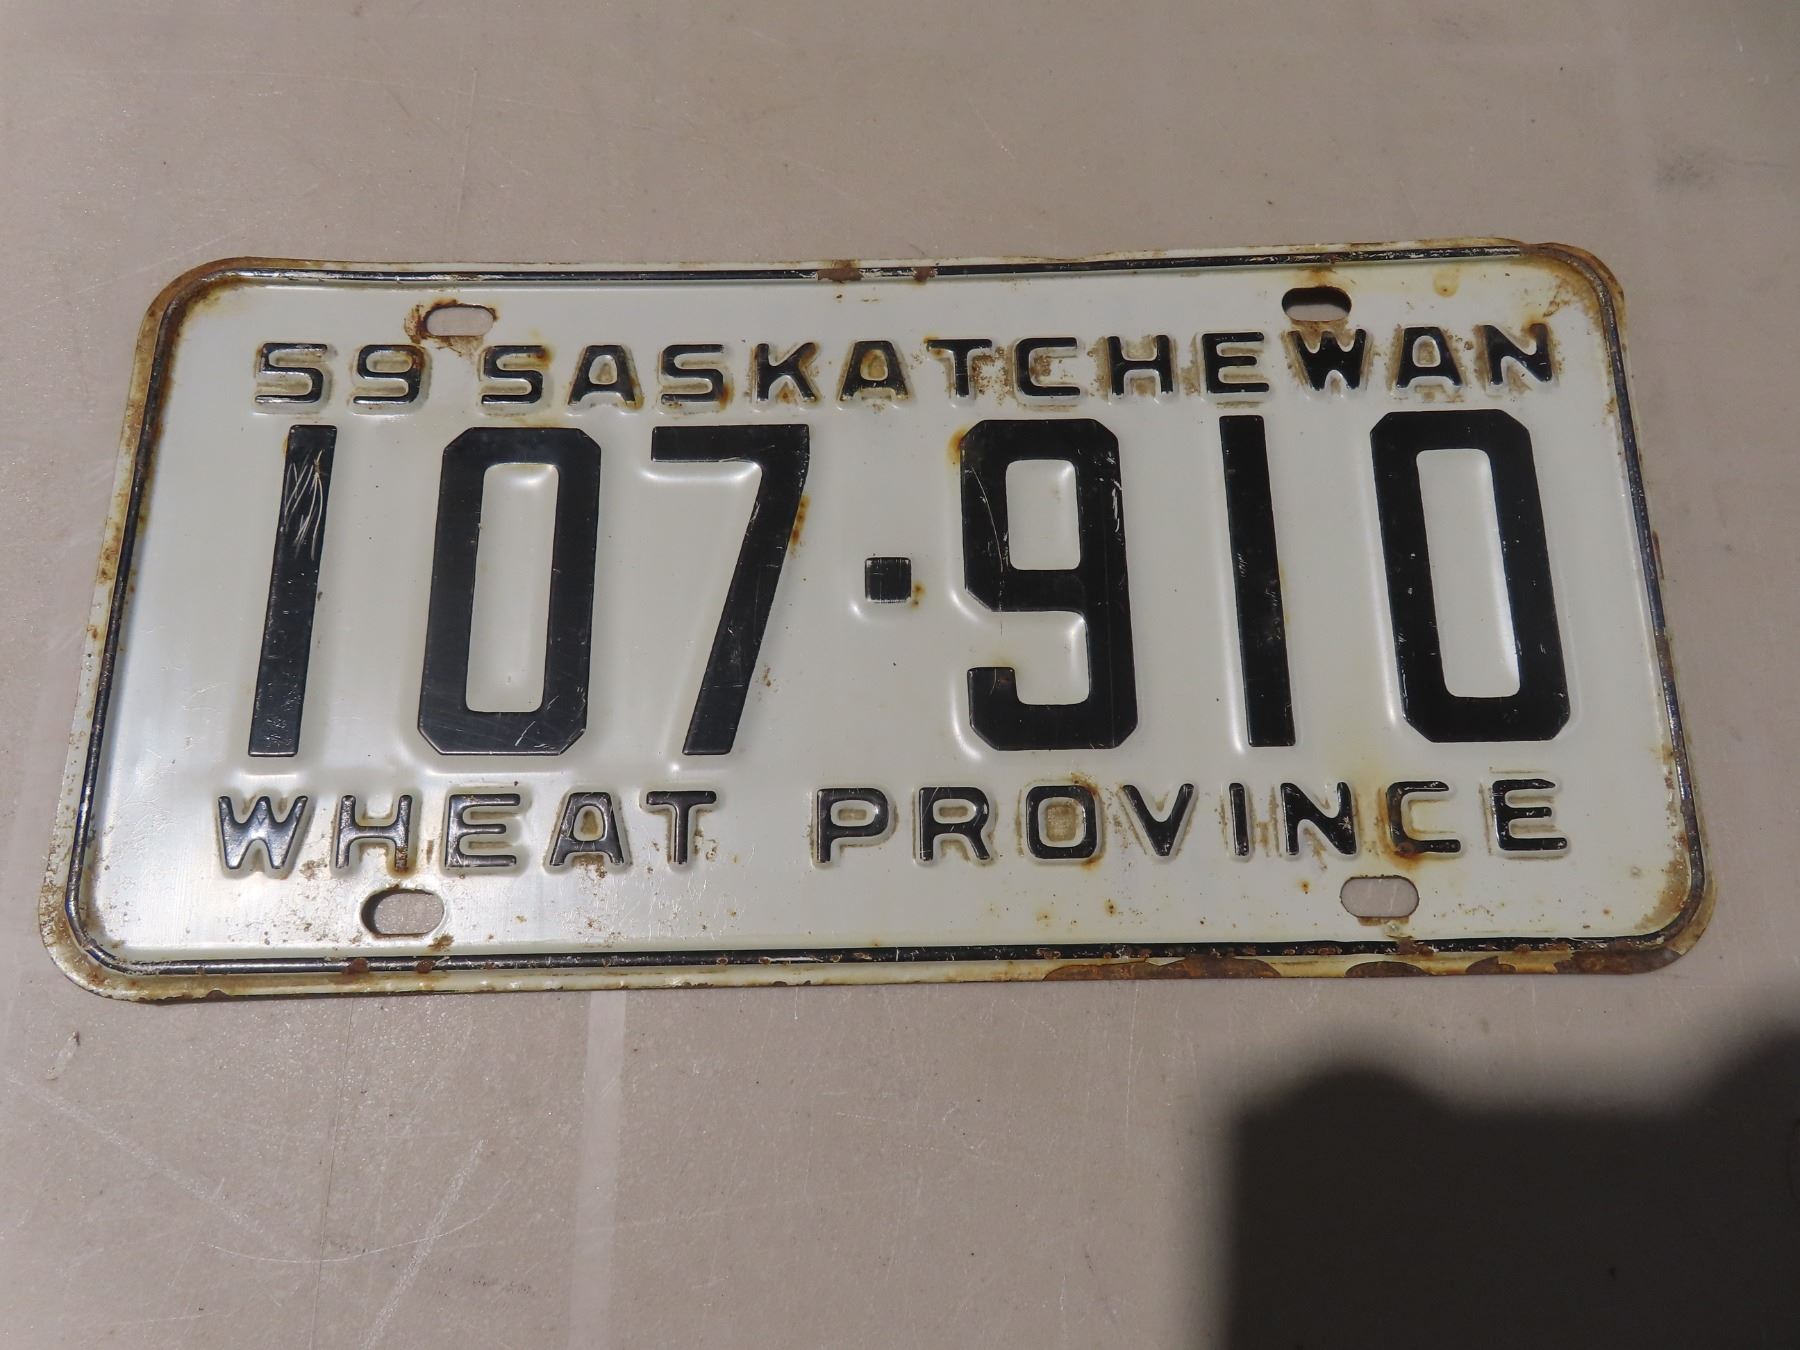 59 SASKATCHEWAN
107·910
WHEAT PROVINCE